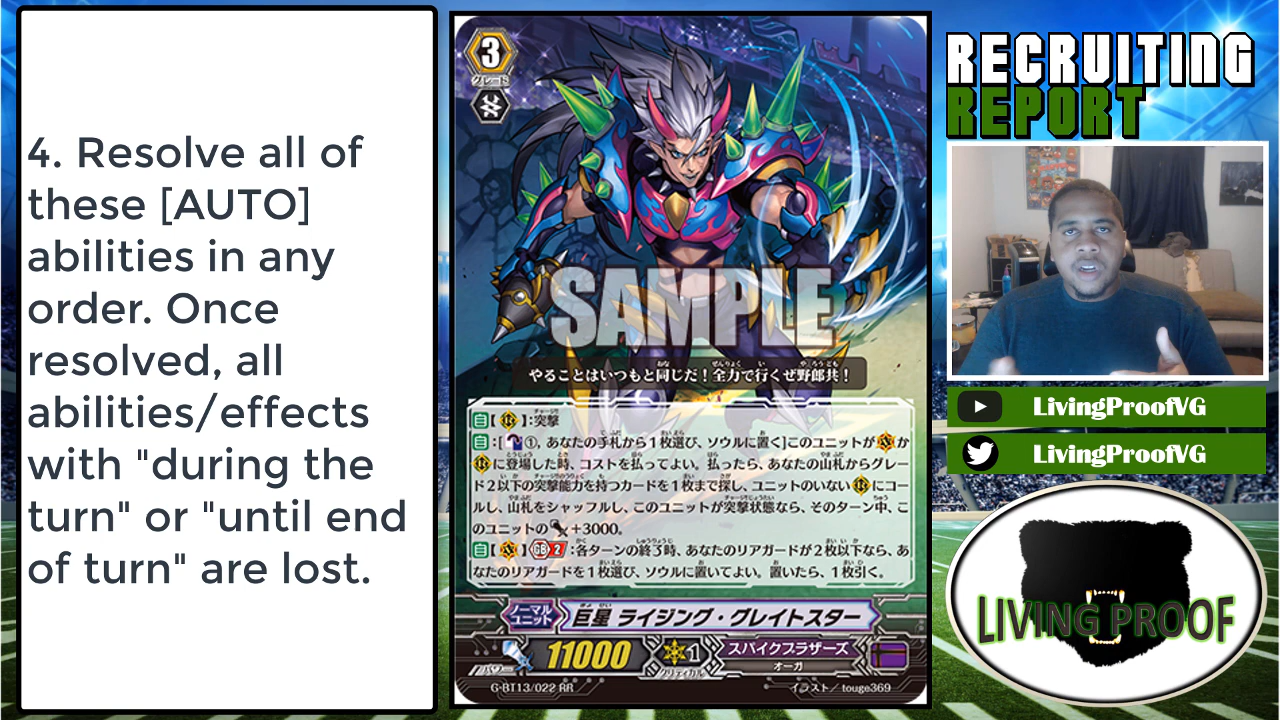 4. Resolve all of
these [AUTO]
abilities in any
order. Once
resolved, all
abilities/effects
with "during the
turn" or "until end
of turn" are lost.
3
グレード
SAMPLE
やることはいつもと同じだ!全力で行くぜ野郎共!
】:突撃
①, あなたの手札から1枚選び、ソウルに置く]このユニットが
に登場した時、コストを払ってよい。払ったら、あなたの山札からグレー
ド2以下の突撃能力を持つカードを1枚まで探し、ユニットのいない
にコー
ルし、山札をシャッフルし、このユニットが突撃状態なら、そのターン中、こ
のユニットの
+3000。
GB 2 :各ターンの終了時、あなたのリアガードが2枚以下なら、あ
なたのリアガードを1枚選び、ソウルに置いてよい。置いたら、1枚引く。
ノーマル
ユニット
巨星 ライジング・グレイトスター
パワー
11000
1
クリティカル
スパイクブラザーズ
オーガ
G-BT13/022 RR
イラスト/touge369
RECRUITING
REPORT
LivingProofVG
LivingProofVG
LIVING PROOF